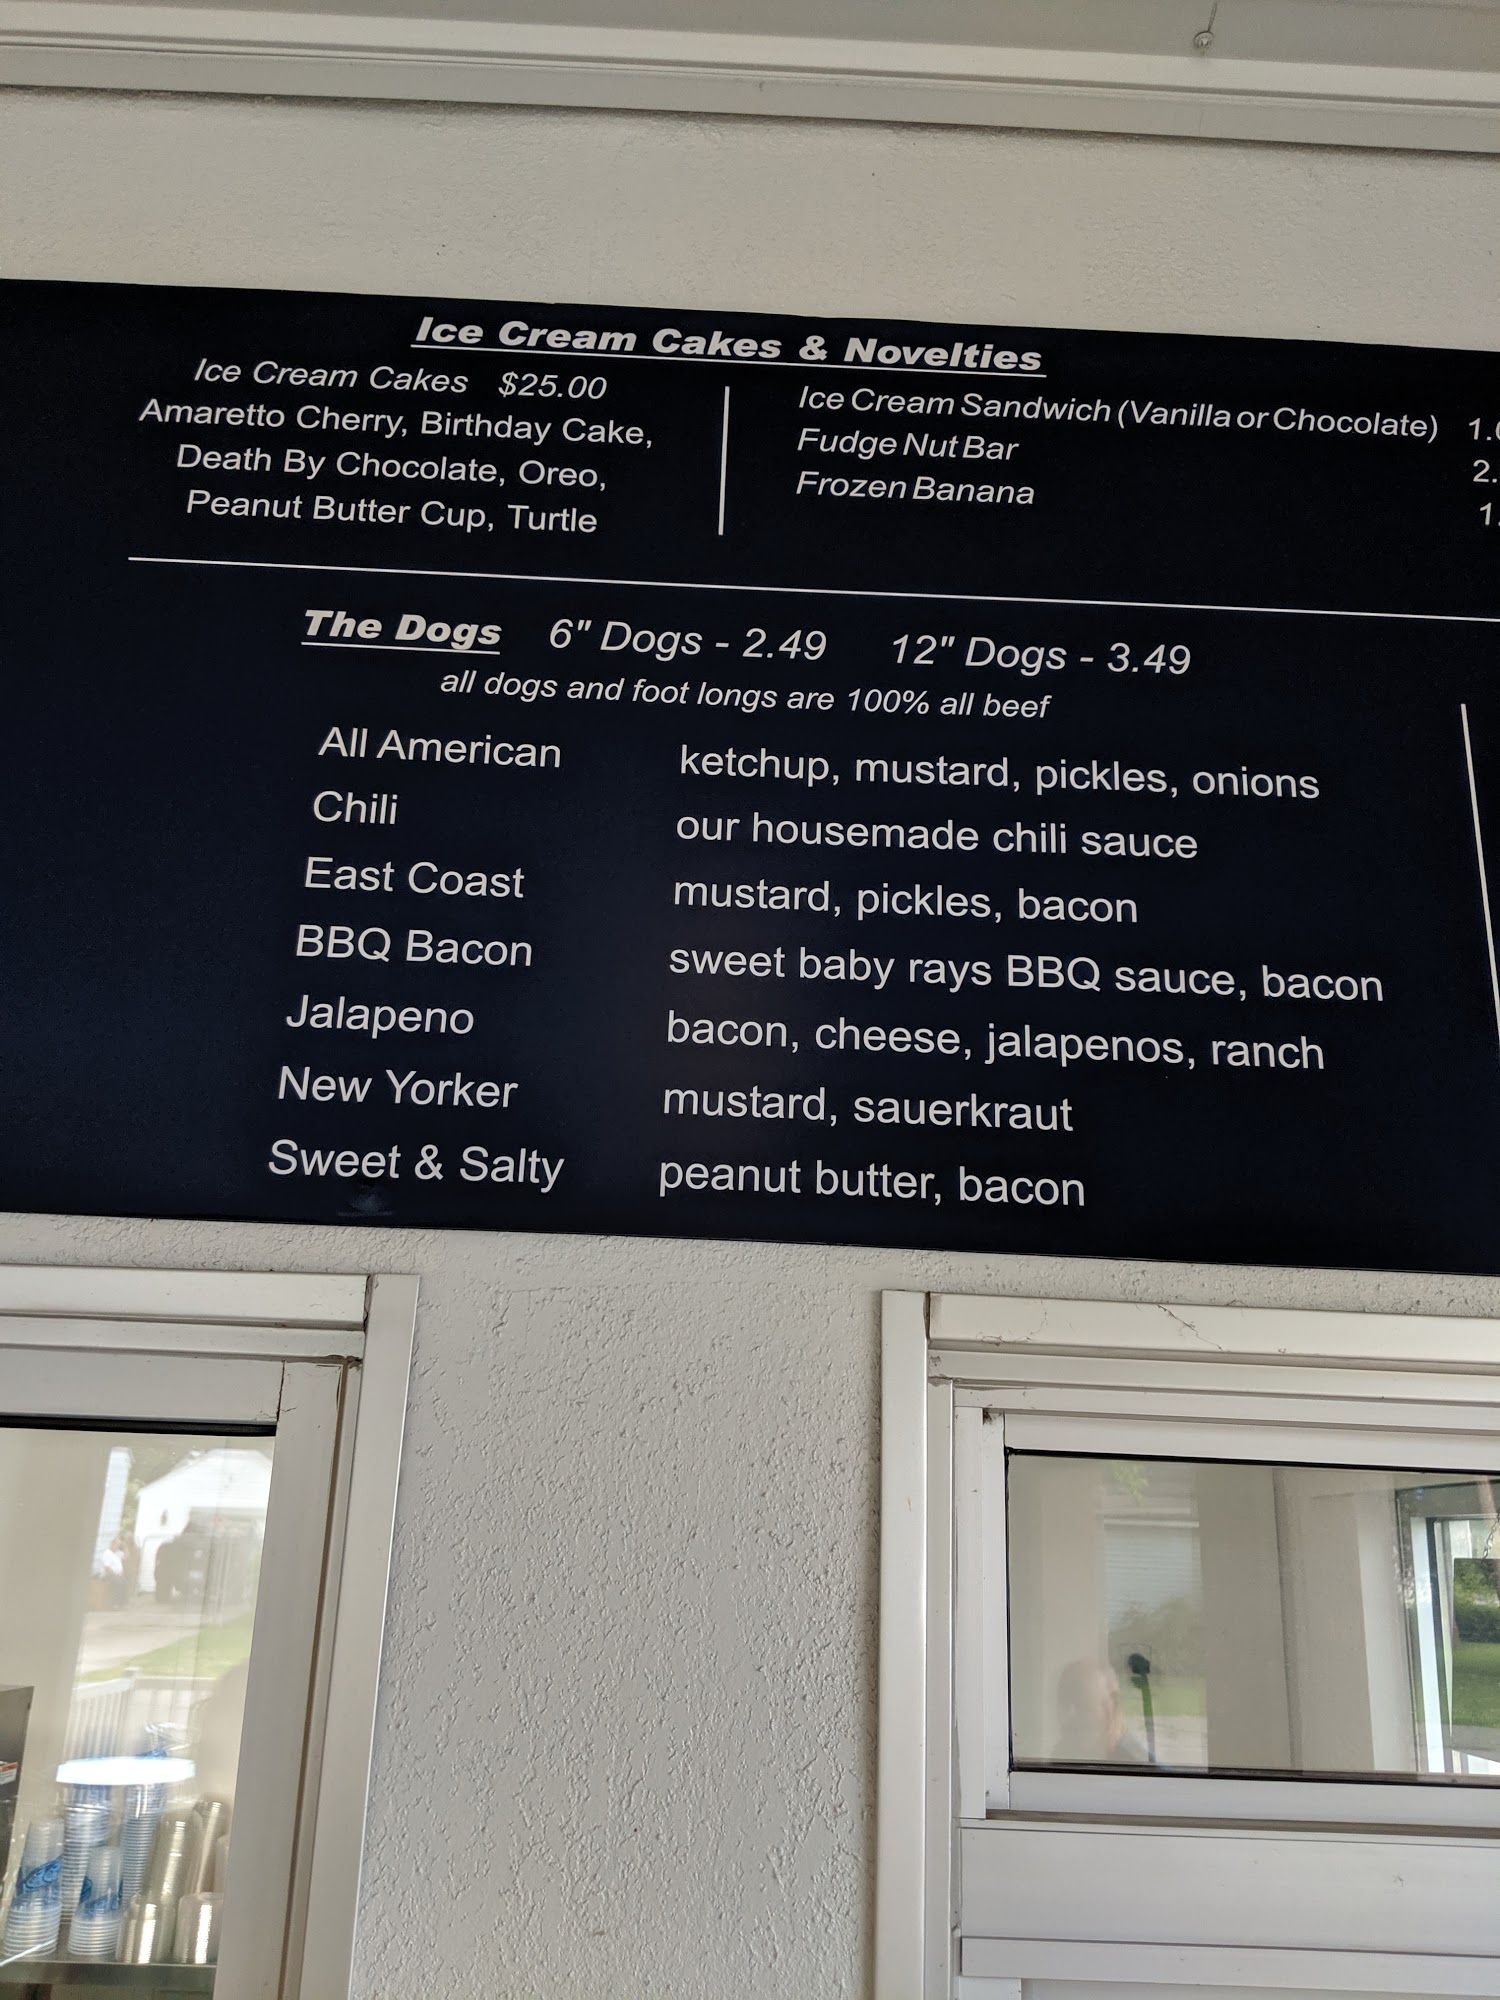 Ice Cream Cakes & Novelties
Ice Cream Cakes $25.00
Amaretto Cherry, Birthday Cake,
Death By Chocolate, Oreo,
Peanut Butter Cup, Turtle
Ice Cream Sandwich (Vanilla or Chocolate)
Fudge Nut Bar
Frozen Banana
The Dogs 6" Dogs - 2.49 12" Dogs - 3.49
all dogs and foot longs are 100% all beef
All American ketchup, mustard, pickles, onions
Chili our housemade chili sauce
East Coast mustard, pickles, bacon
BBQ Bacon sweet baby rays BBQ sauce, bacon
Jalapeno bacon, cheese, jalapenos, ranch
New Yorker mustard, sauerkraut
Sweet & Salty peanut butter, bacon